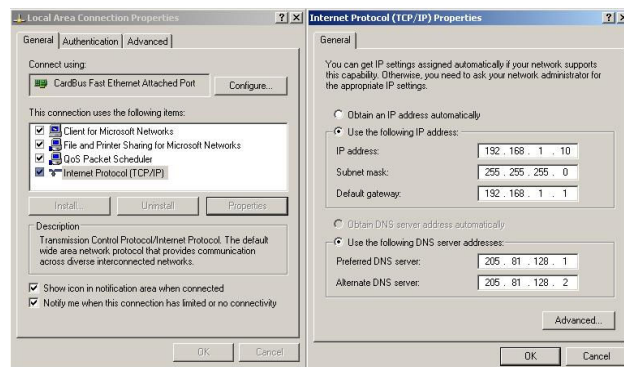 Local Area Connection Properties
General
Authentication
Advanced
Connect using:
CardBus Fast Ethernet Attached Port
Configure...
This connection uses the following items:
Client for Microsoft Networks
File and Printer Sharing for Microsoft Networks
QoS Packet Scheduler
Internet Protocol (TCP/IP)
Install...
Uninstall
Properties
Description
Transmission Control Protocol/Internet Protocol. The default
wide area network protocol that provides communication
across diverse interconnected networks.
Show icon in notification area when connected
Notify me when this connection has limited or no connectivity
OK
Cancel
Internet Protocol (TCP/IP) Properties
General
You can get IP settings assigned automatically if your network supports
this capability. Otherwise, you need to ask your network administrator for
the appropriate IP settings.
Obtain an IP address automatically
Use the following IP address:
IP address: 192 . 168 . 1 . 10
Subnet mask: 255 . 255 . 255 . 0
Default gateway: 192 . 168 . 1 . 1
Obtain DNS server address automatically
Use the following DNS server addresses:
Preferred DNS server: 205 . 81 . 128 . 1
Alternate DNS server: 205 . 81 . 128 . 2
Advanced...
OK
Cancel